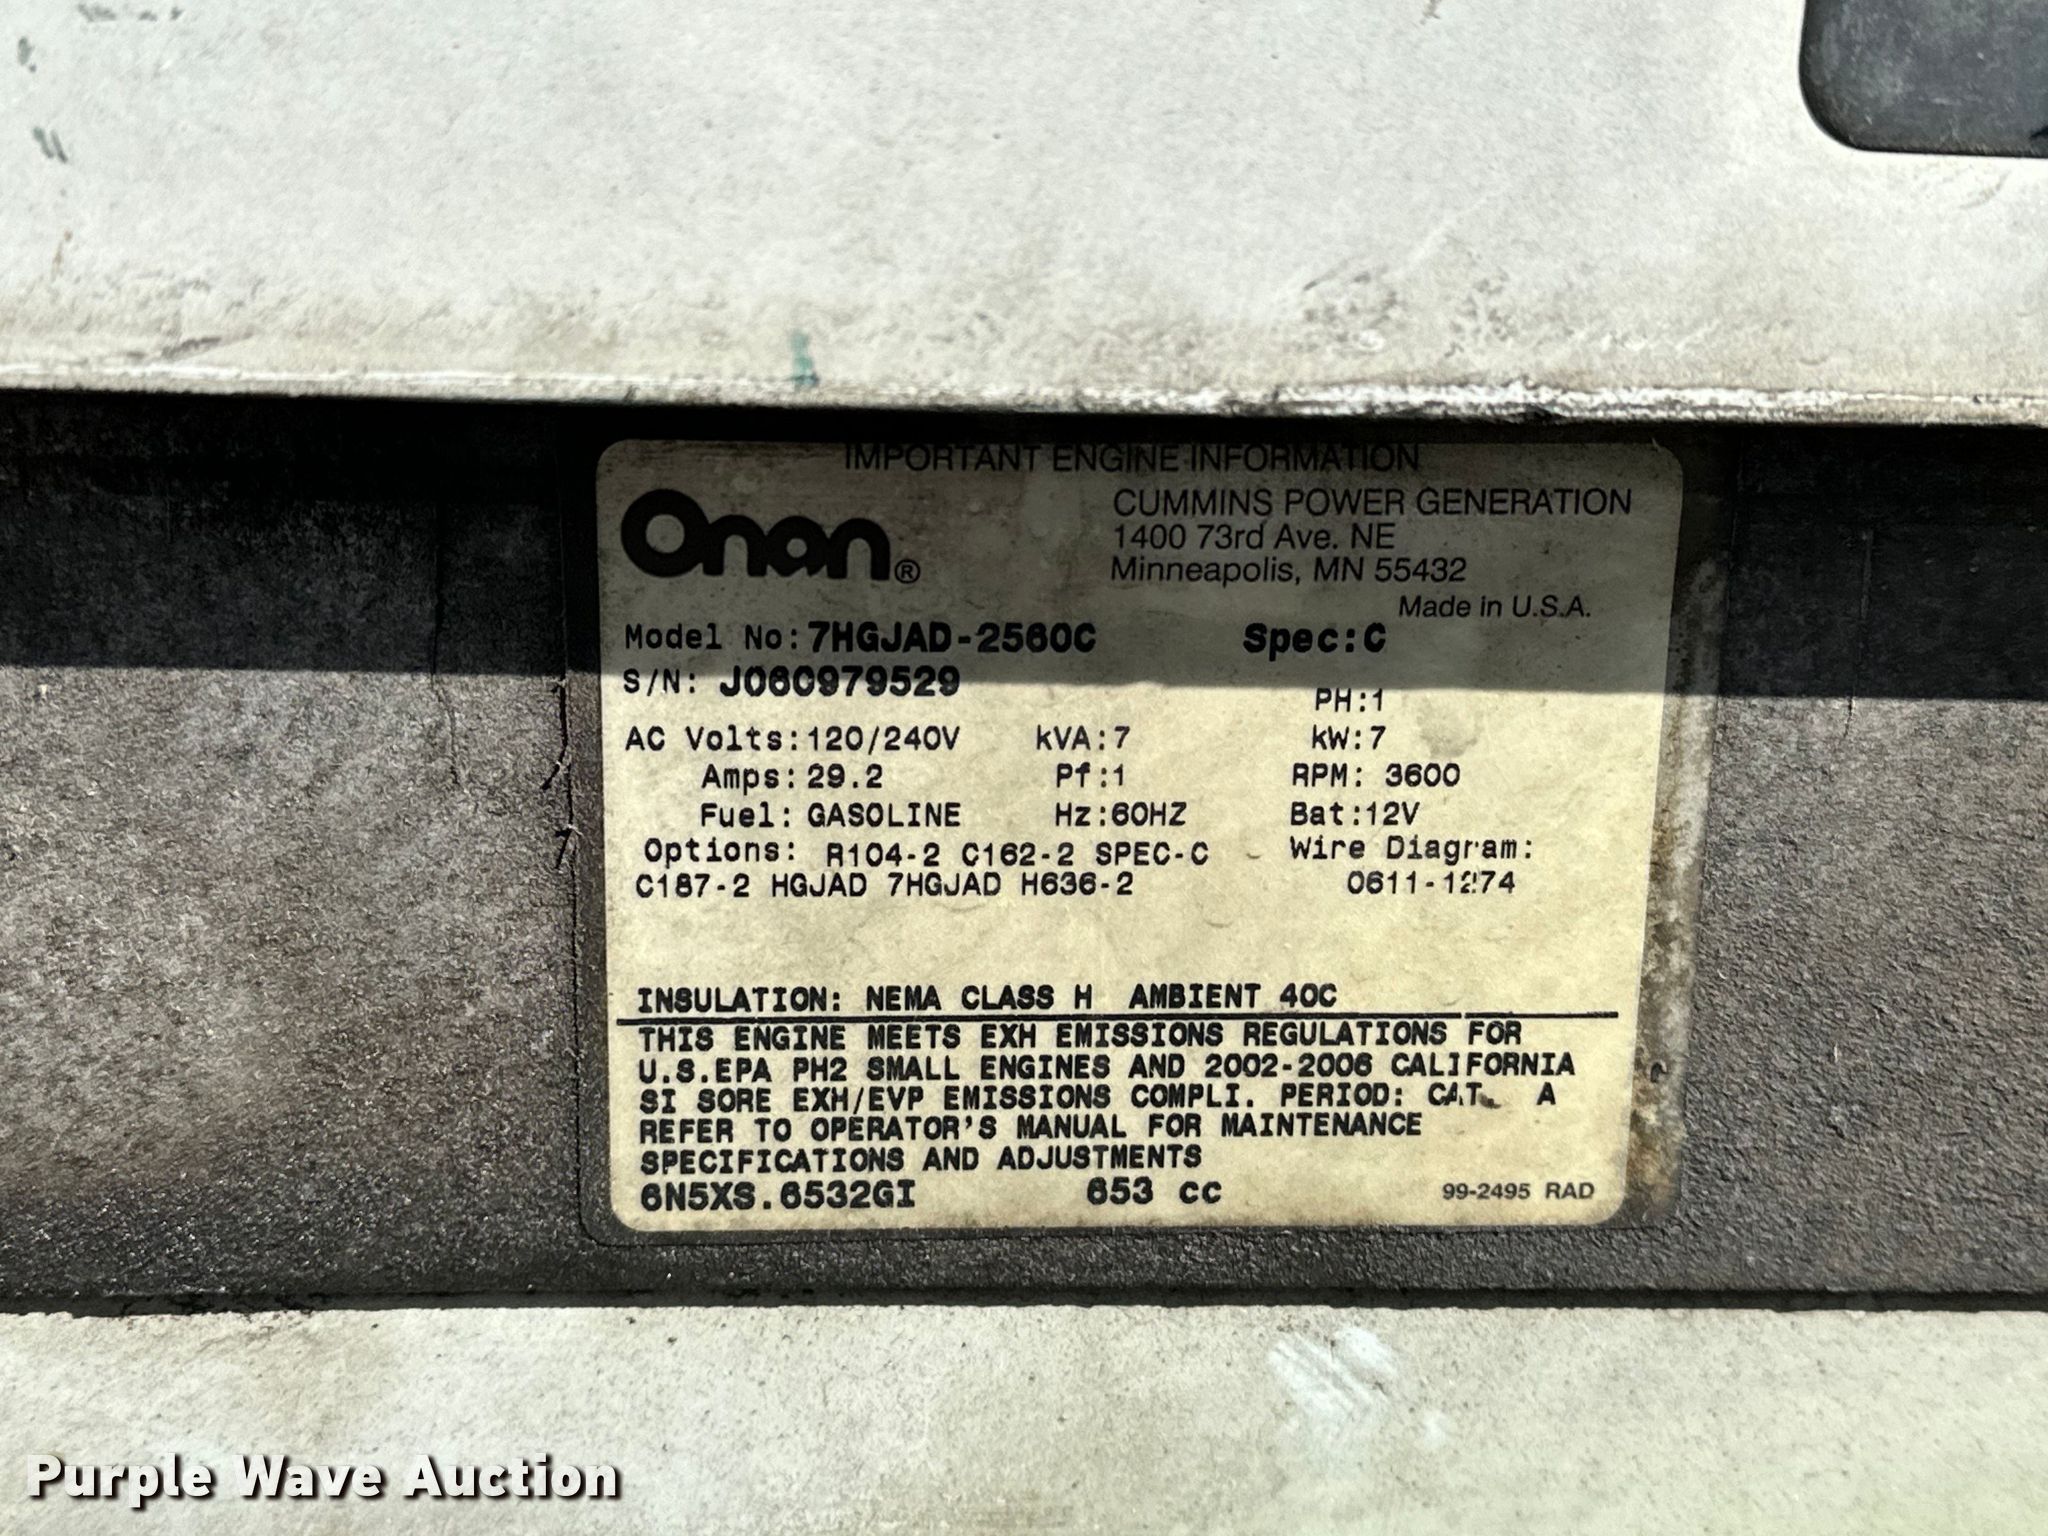 IMPORTANT ENGINE INFORMATION
Onan®
CUMMINS POWER GENERATION
1400 73rd Ave. NE
Minneapolis, MN 55432
Made in U.S.A.
Model No: 7HGJAD-2560C Spec:C
S/N: J060979529 PH:1
AC Volts:120/240V kVA:7 kW:7
Amps:29.2 Pf:1 RPM: 3600
Fuel: GASOLINE Hz:60HZ Bat:12V
Options: R104-2 C162-2 SPEC-C Wire Diagram:
C187-2 HGJAD 7HGJAD H636-2 0611-1274
INSULATION: NEMA CLASS H AMBIENT 40C
THIS ENGINE MEETS EXH EMISSIONS REGULATIONS FOR
U.S.EPA PH2 SMALL ENGINES AND 2002-2006 CALIFORNIA
SI SORE EXH/EVP EMISSIONS COMPLI. PERIOD: CAT. A
REFER TO OPERATOR'S MANUAL FOR MAINTENANCE
SPECIFICATIONS AND ADJUSTMENTS
6N5XS.6532GI 653 cc 99-2495 RAD
Purple Wave Auction